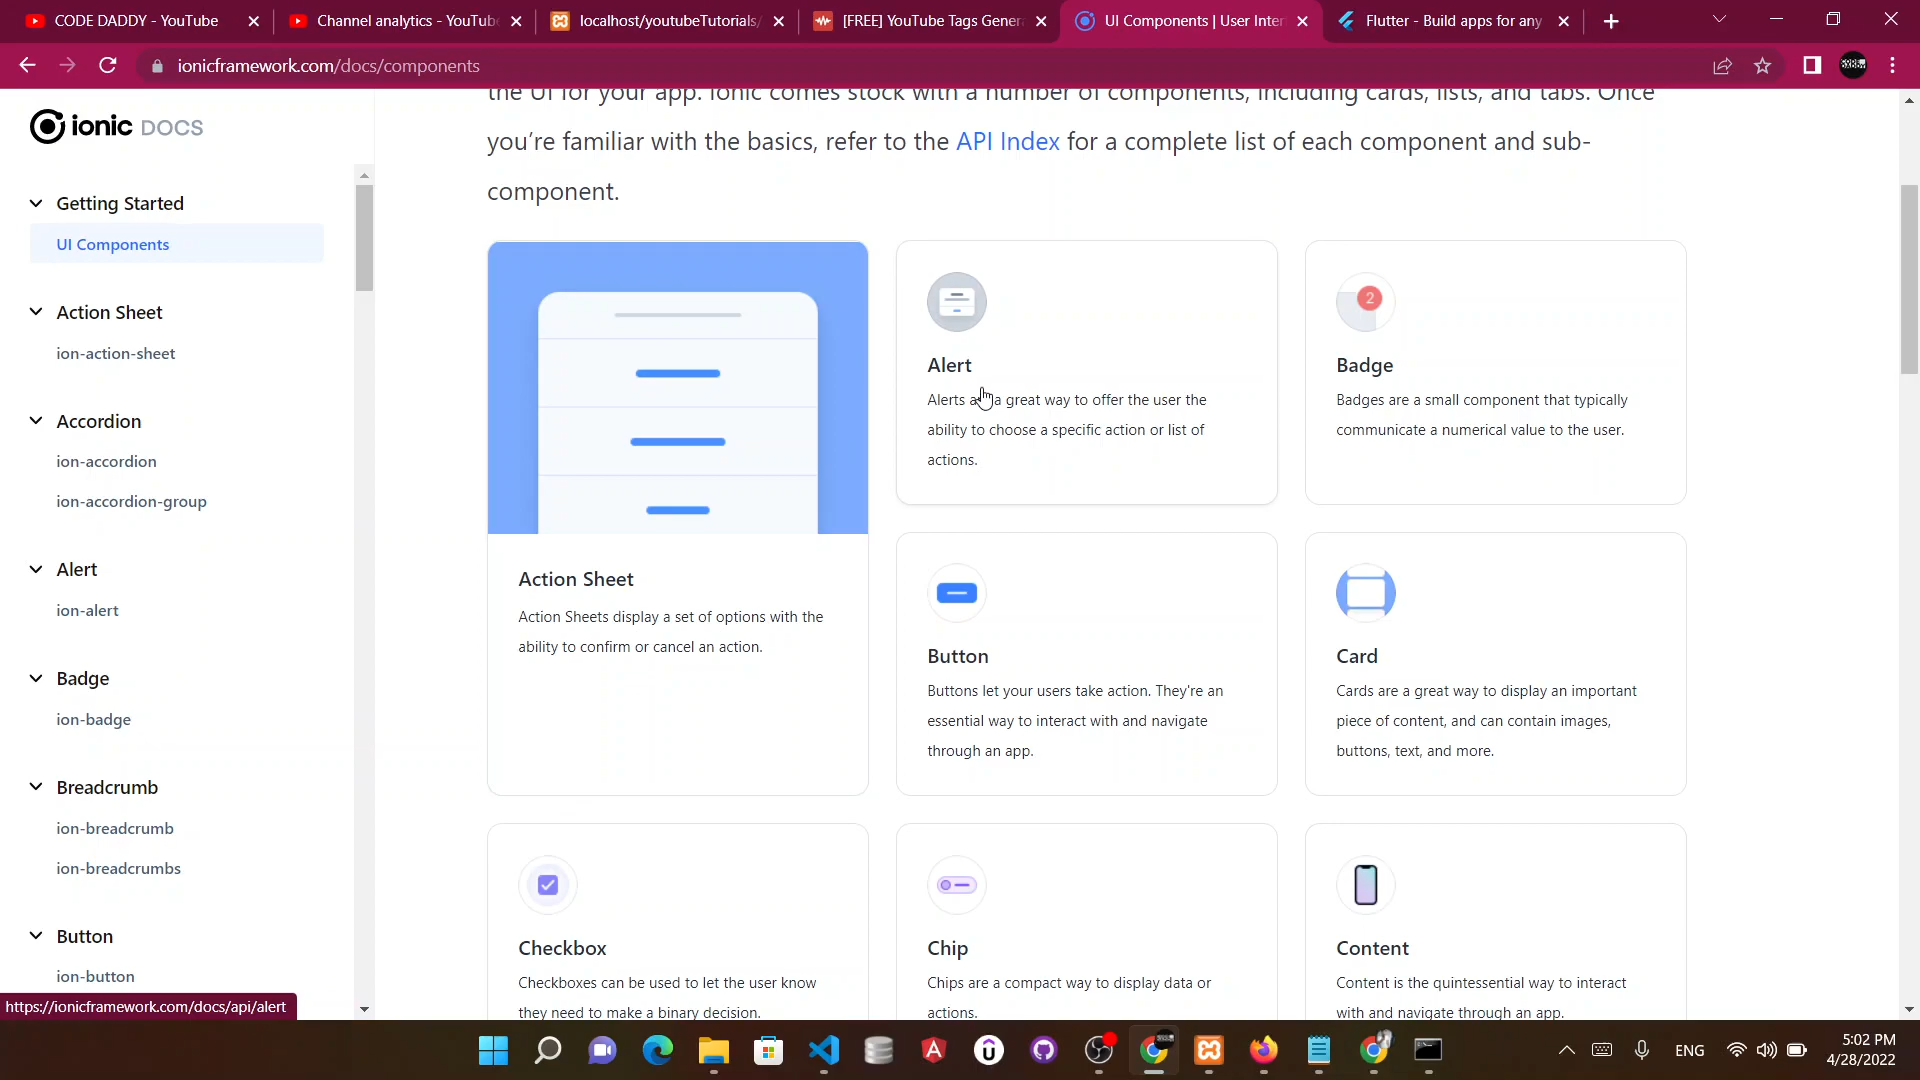 CODE DADDY - YouTube
Channel analytics - YouTube
localhost/youtubeTutorials/
[FREE] YouTube Tags Genera
UI Components | User Inter
Flutter - Build apps for any
ionicframework.com/docs/components
ionic DOCS
Getting Started
UI Components
Action Sheet
ion-action-sheet
Accordion
ion-accordion
ion-accordion-group
Alert
ion-alert
Badge
ion-badge
Breadcrumb
ion-breadcrumb
ion-breadcrumbs
Button
ion-button
https://ionicframework.com/docs/api/alert
the UI for your app. Ionic comes stock with a number of components, including cards, lists, and tabs. Once
you're familiar with the basics, refer to the API Index for a complete list of each component and sub-
component.
Action Sheet
Action Sheets display a set of options with the
ability to confirm or cancel an action.
Alert
Alerts a great way to offer the user the
ability to choose a specific action or list of
actions.
2
Badge
Badges are a small component that typically
communicate a numerical value to the user.
Button
Buttons let your users take action. They're an
essential way to interact with and navigate
through an app.
Card
Cards are a great way to display an important
piece of content, and can contain images,
buttons, text, and more.
Checkbox
Checkboxes can be used to let the user know
they need to make a binary decision.
Chip
Chips are a compact way to display data or
actions.
Content
Content is the quintessential way to interact
with and navigate through an app.
ENG
5:02 PM
4/28/2022